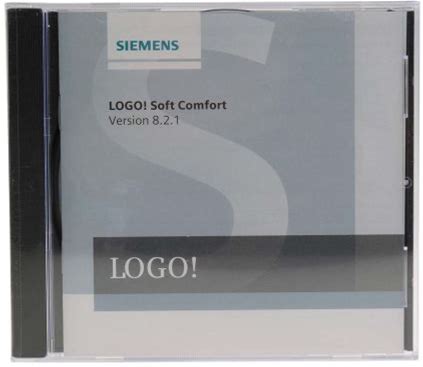 SIEMENS
LOGO! Soft Comfort
Version 8.2.1
LOGO!